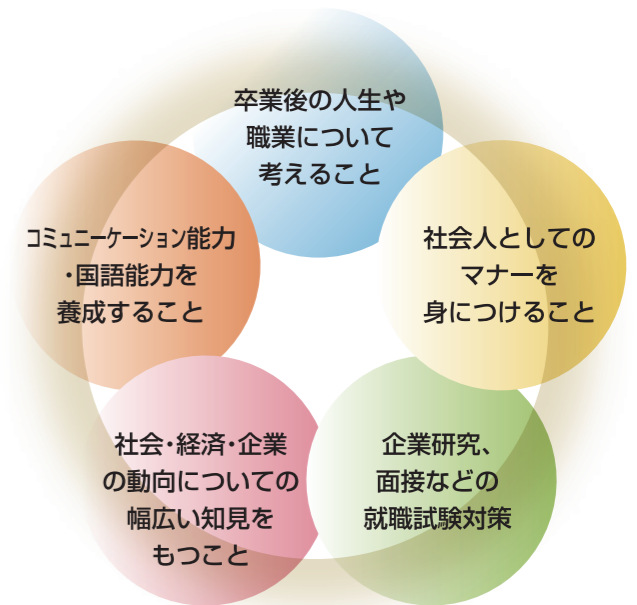 卒業後の人生や
職業について
考えること
社会人としての
マナーを
身につけること
企業研究、
面接などの
就職試験対策
社会・経済・企業
の動向についての
幅広い知見を
もつこと
コミュニーケーション能力
・国語能力を
養成すること